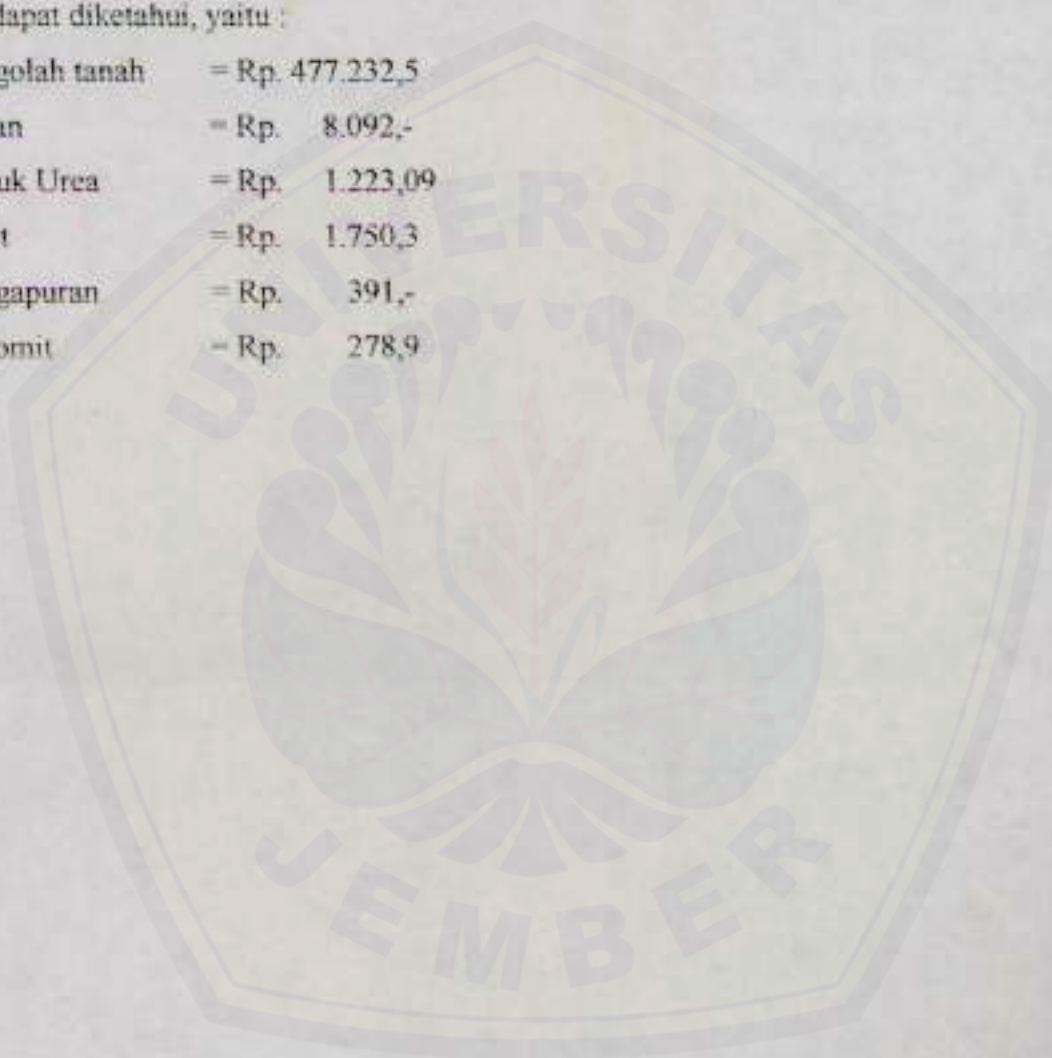 dapat diketahui, yaitu :
golah tanah = Rp. 477.232,5
an = Rp. 8.092,-
uk Urea = Rp. 1.223,09
t = Rp. 1.750,3
gapuran = Rp. 391,-
omit = Rp. 278,9
UNIVERSITAS
JEMBER